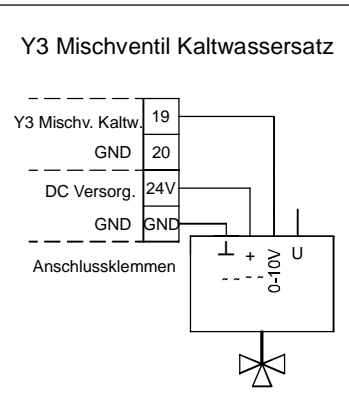 Y3 Mischventil Kaltwassersatz
Y3 Mischv. Kaltw. 19
GND 20
DC Versorg. 24V
GND GND
Anschlussklemmen
⊥ + 0-10V U
~ ~ ~ ~